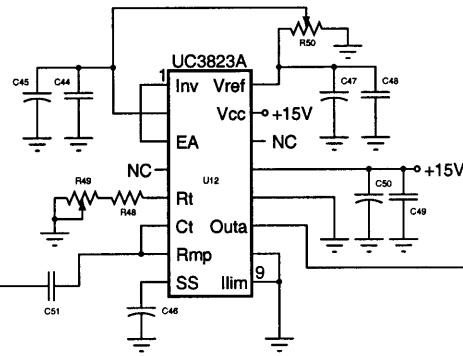 R50
UC3823A
C45 C44
1 Inv Vref
C47 C48
Vcc +15V
EA NC
NC +15V
U12
R49 R48 Rt C50 C49
Ct Outa
Rmp
SS Ilim 9
C51 C46